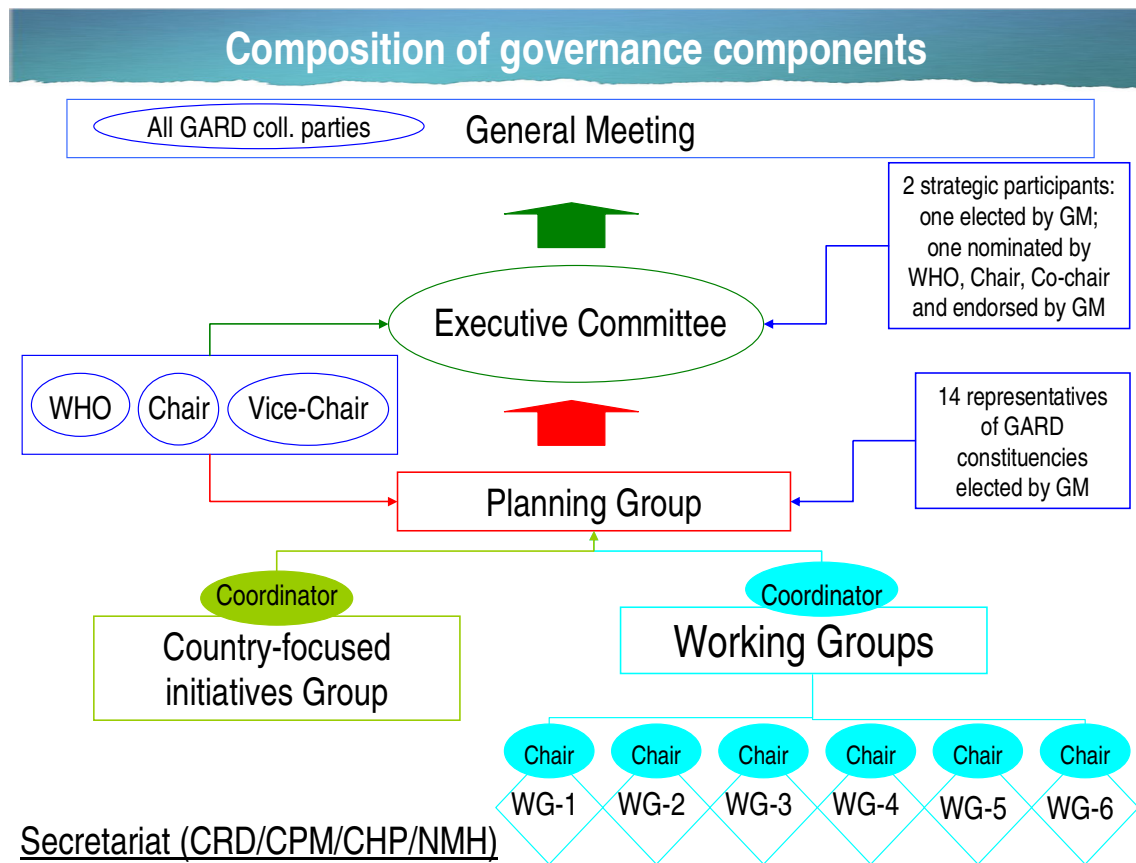 Composition of governance components
All GARD coll. parties
General Meeting
2 strategic participants:
one elected by GM;
one nominated by
WHO, Chair, Co-chair
and endorsed by GM
Executive Committee
WHO
Chair
Vice-Chair
14 representatives
of GARD
constituencies
elected by GM
Planning Group
Coordinator
Country-focused
initiatives Group
Coordinator
Working Groups
Chair
Chair
Chair
Chair
Chair
Chair
WG-1
WG-2
WG-3
WG-4
WG-5
WG-6
Secretariat (CRD/CPM/CHP/NMH)